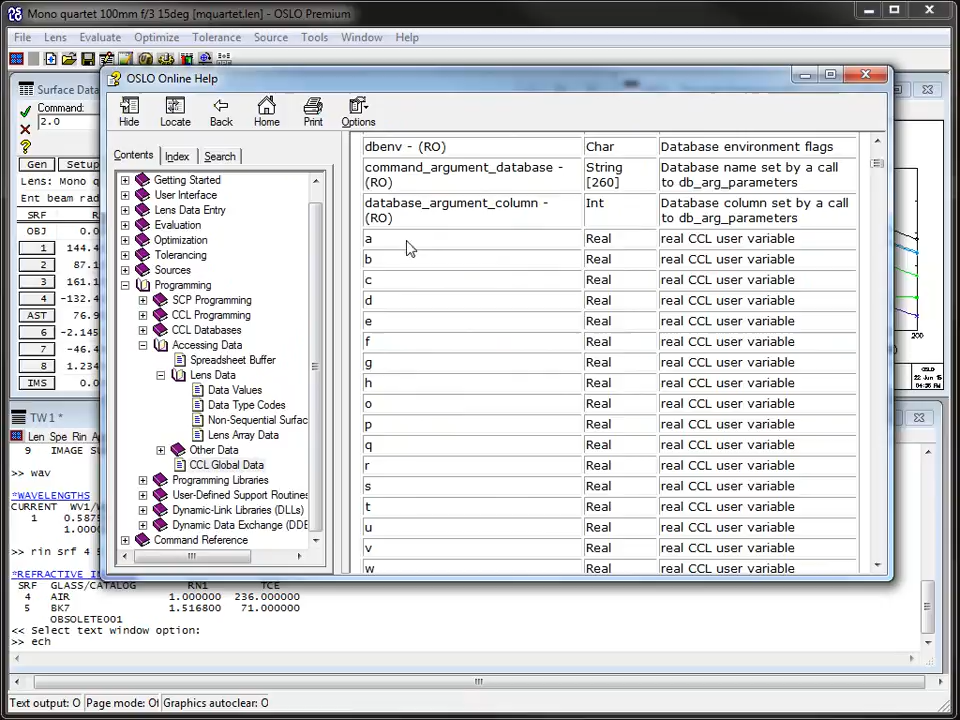 Mono quartet 100mm f/3 15deg [mquartet.len] - OSLO Premium
File Lens Evaluate Optimize Tolerance Source Tools Window Help
Surface Data
Command:
2.0
Gen Setup
Lens: Mono q
Ent beam rad
SRF R
OBJ 0.0
1 144.4
2 87.1
3 161.1
4 -132.4
AST 76.9
6 -2.145
7 -46.4
8 1.234
IMS 0.0
OSLO Online Help
Hide Locate Back Home Print Options
Contents Index Search
Getting Started
User Interface
Lens Data Entry
Evaluation
Optimization
Tolerancing
Sources
Programming
SCP Programming
CCL Programming
CCL Databases
Accessing Data
Spreadsheet Buffer
Lens Data
Data Values
Data Type Codes
Non-Sequential Surfac
Lens Array Data
Other Data
CCL Global Data
Programming Libraries
User-Defined Support Routines
Dynamic-Link Libraries (DLLs)
Dynamic Data Exchange (DDE
Command Reference
dbenv - (RO) Char Database environment flags
command_argument_database - String Database name set by a call
(RO) [260] to db_arg_parameters
database_argument_column - Int Database column set by a call
(RO) to db_arg_parameters
a Real real CCL user variable
b Real real CCL user variable
c Real real CCL user variable
d Real real CCL user variable
e Real real CCL user variable
f Real real CCL user variable
g Real real CCL user variable
h Real real CCL user variable
o Real real CCL user variable
p Real real CCL user variable
q Real real CCL user variable
r Real real CCL user variable
s Real real CCL user variable
t Real real CCL user variable
u Real real CCL user variable
v Real real CCL user variable
w Real real CCL user variable
200
OSLO
TW1 *
Len Spe Rin A
9 IMAGE SU
>> wav
*WAVELENGTHS
CURRENT WV1/W
1 0.5875
1.0000
>> rin srf 4 5
*REFRACTIVE IN
SRF GLASS/CATALOG RN1 TCE
4 AIR 1.000000 236.000000
5 BK7 1.516800 71.000000
OBSOLETE001
<< Select text window option:
>> ech
Text output: O Page mode: Of Graphics autoclear: O